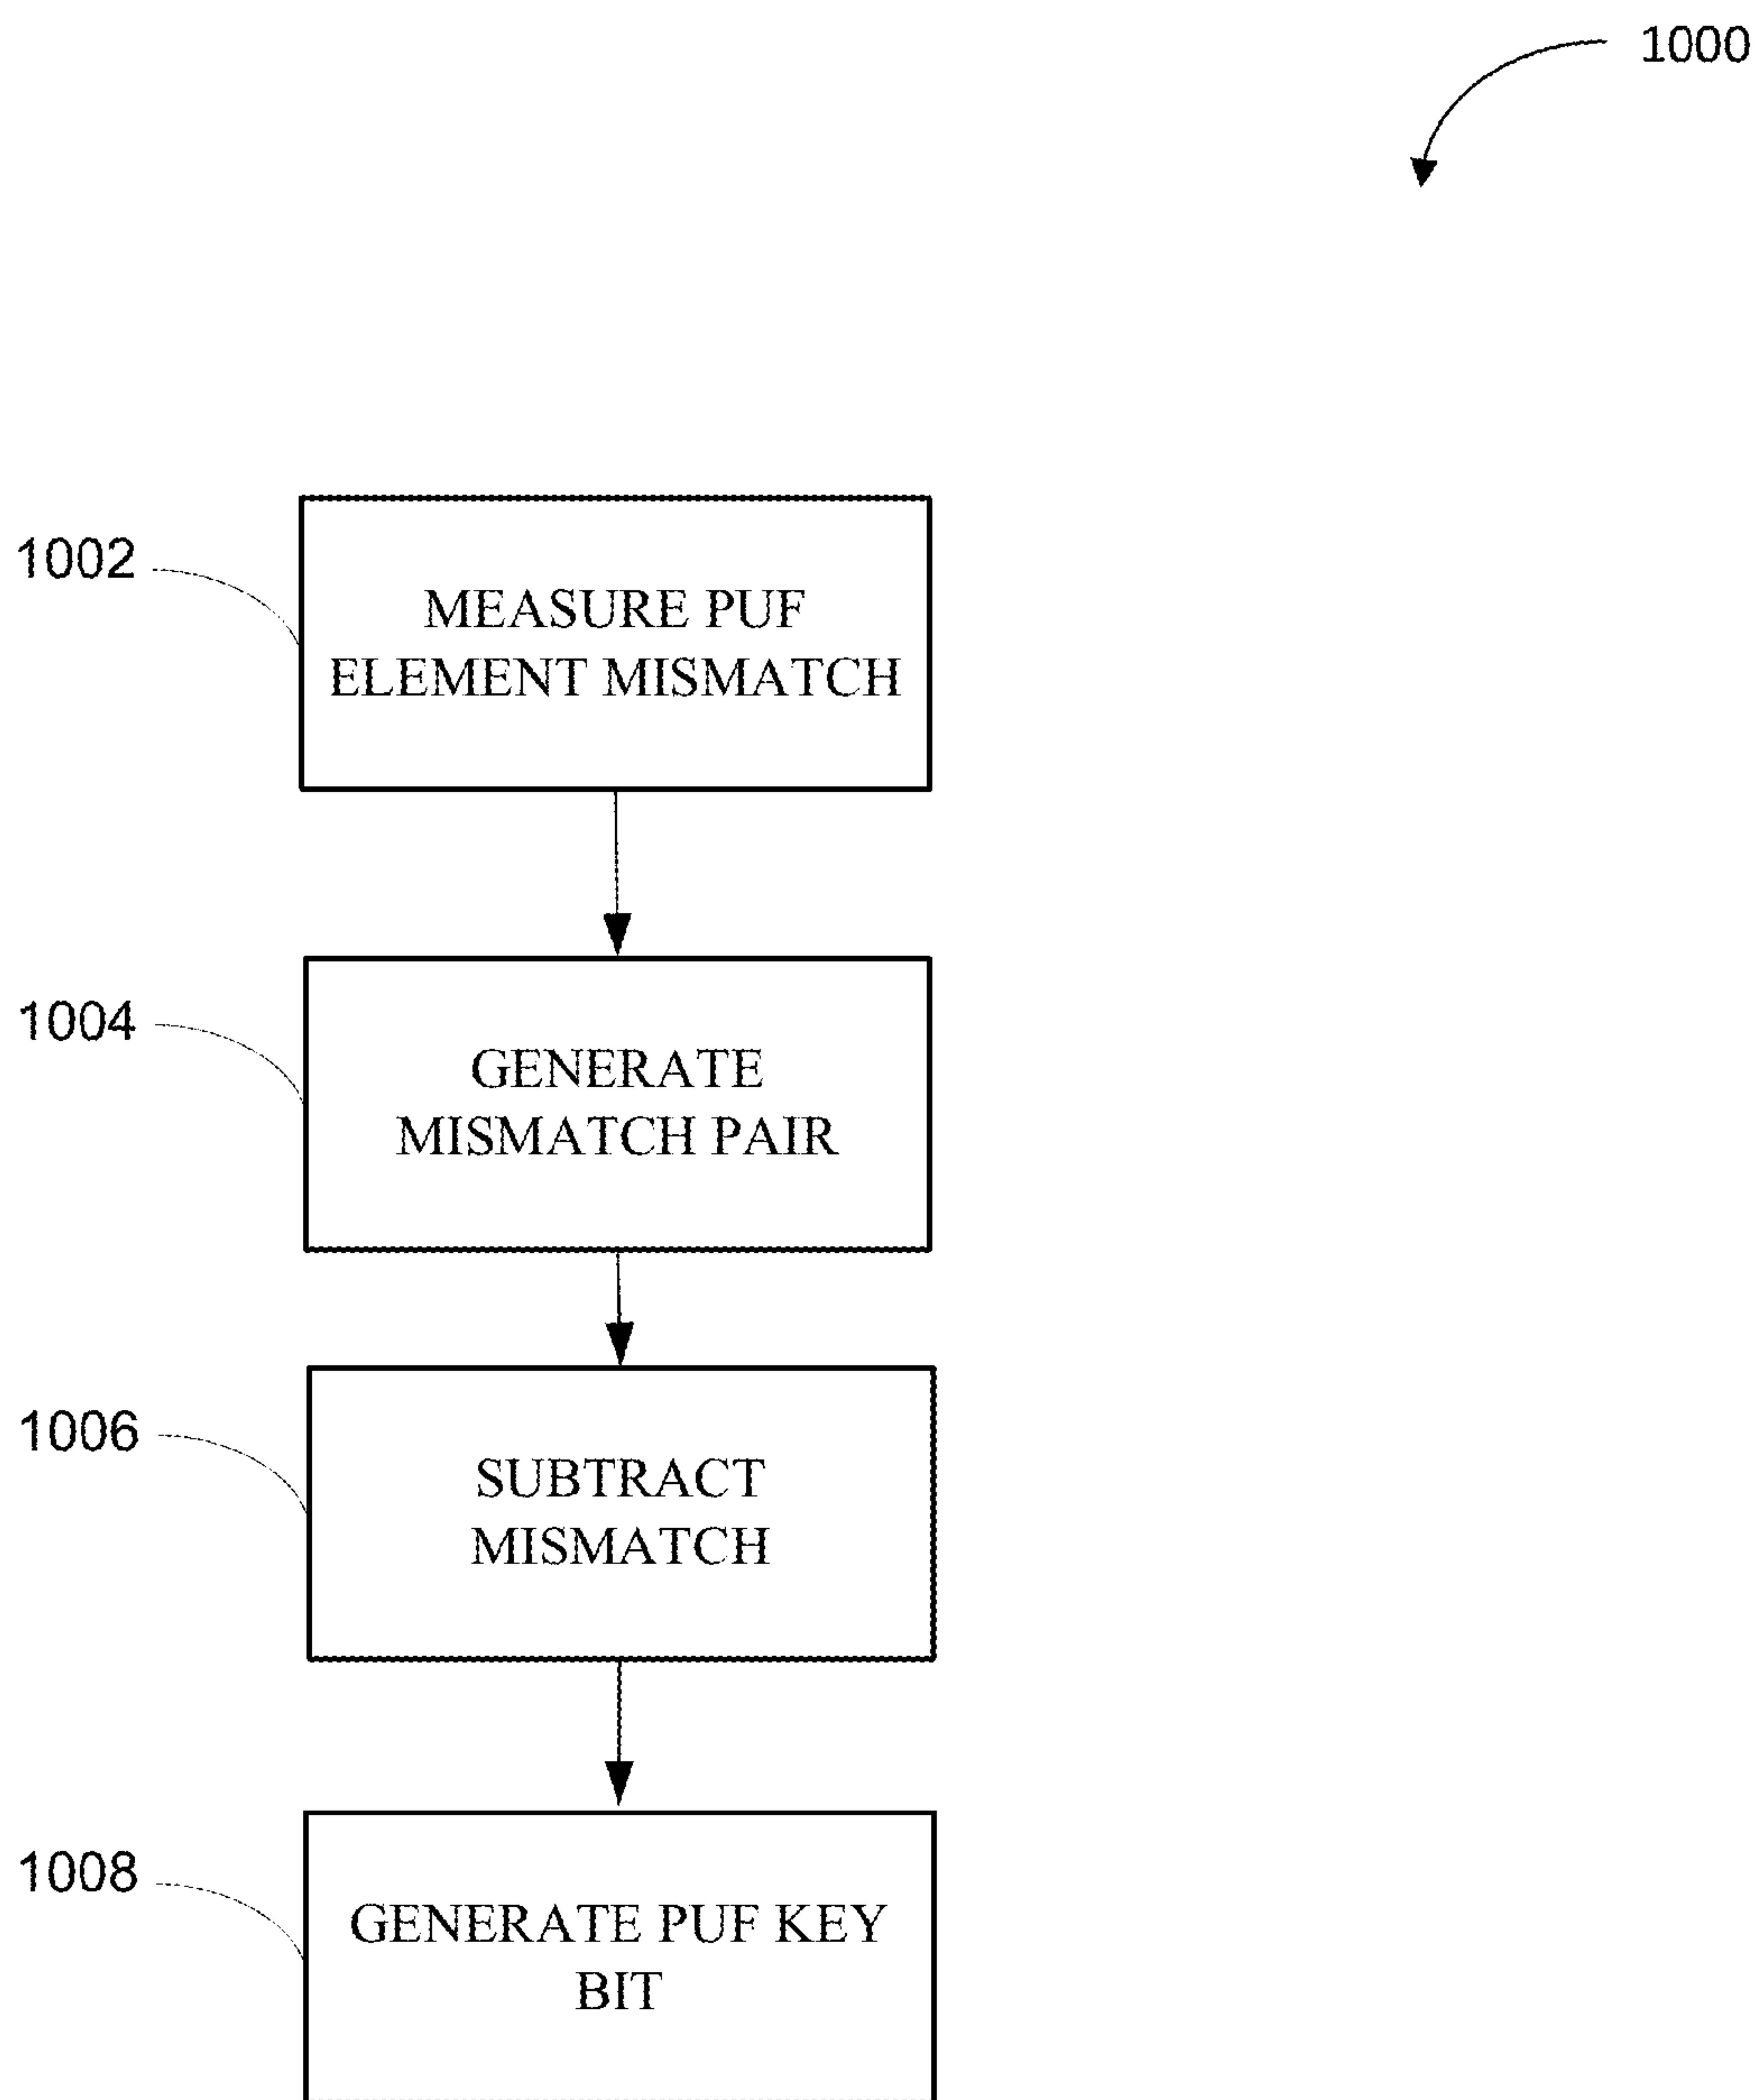 1000
1002
MEASURE PUF
ELEMENT MISMATCH
1004
GENERATE
MISMATCH PAIR
1006
SUBTRACT
MISMATCH
1008
GENERATE PUF KEY
BIT